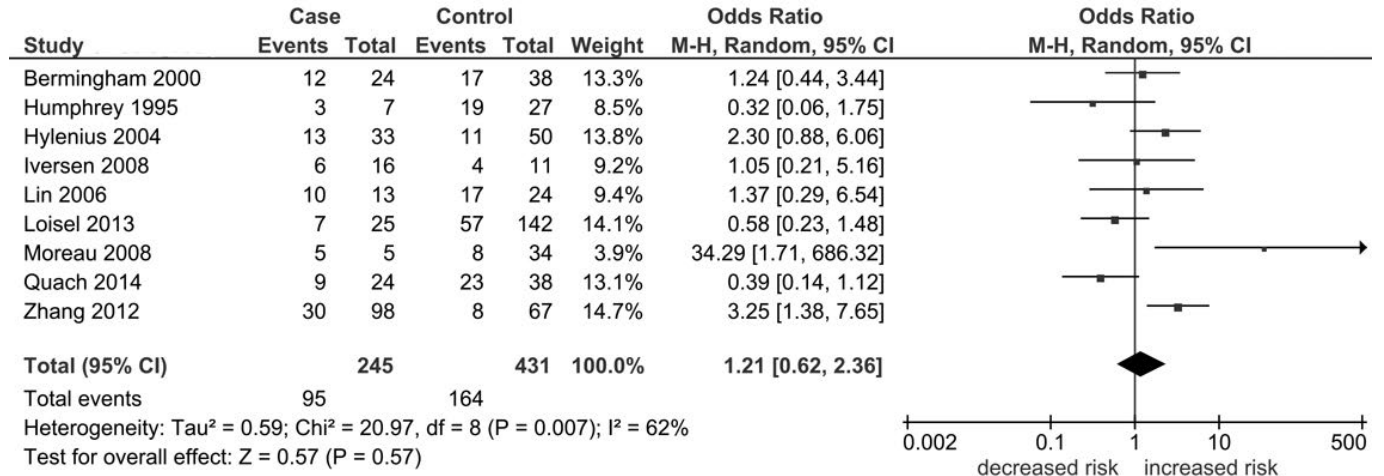 Case Control Odds Ratio Odds Ratio
Study Events Total Events Total Weight M-H, Random, 95% CI M-H, Random, 95% CI
Bermingham 2000 12 24 17 38 13.3% 1.24 [0.44, 3.44]
Humphrey 1995 3 7 19 27 8.5% 0.32 [0.06, 1.75]
Hylenius 2004 13 33 11 50 13.8% 2.30 [0.88, 6.06]
Iversen 2008 6 16 4 11 9.2% 1.05 [0.21, 5.16]
Lin 2006 10 13 17 24 9.4% 1.37 [0.29, 6.54]
Loisel 2013 7 25 57 142 14.1% 0.58 [0.23, 1.48]
Moreau 2008 5 5 8 34 3.9% 34.29 [1.71, 686.32]
Quach 2014 9 24 23 38 13.1% 0.39 [0.14, 1.12]
Zhang 2012 30 98 8 67 14.7% 3.25 [1.38, 7.65]
Total (95% CI) 245 431 100.0% 1.21 [0.62, 2.36]
Total events 95 164
Heterogeneity: Tau² = 0.59; Chi² = 20.97, df = 8 (P = 0.007); I² = 62%
Test for overall effect: Z = 0.57 (P = 0.57)
0.002 0.1 1 10 500
decreased risk increased risk